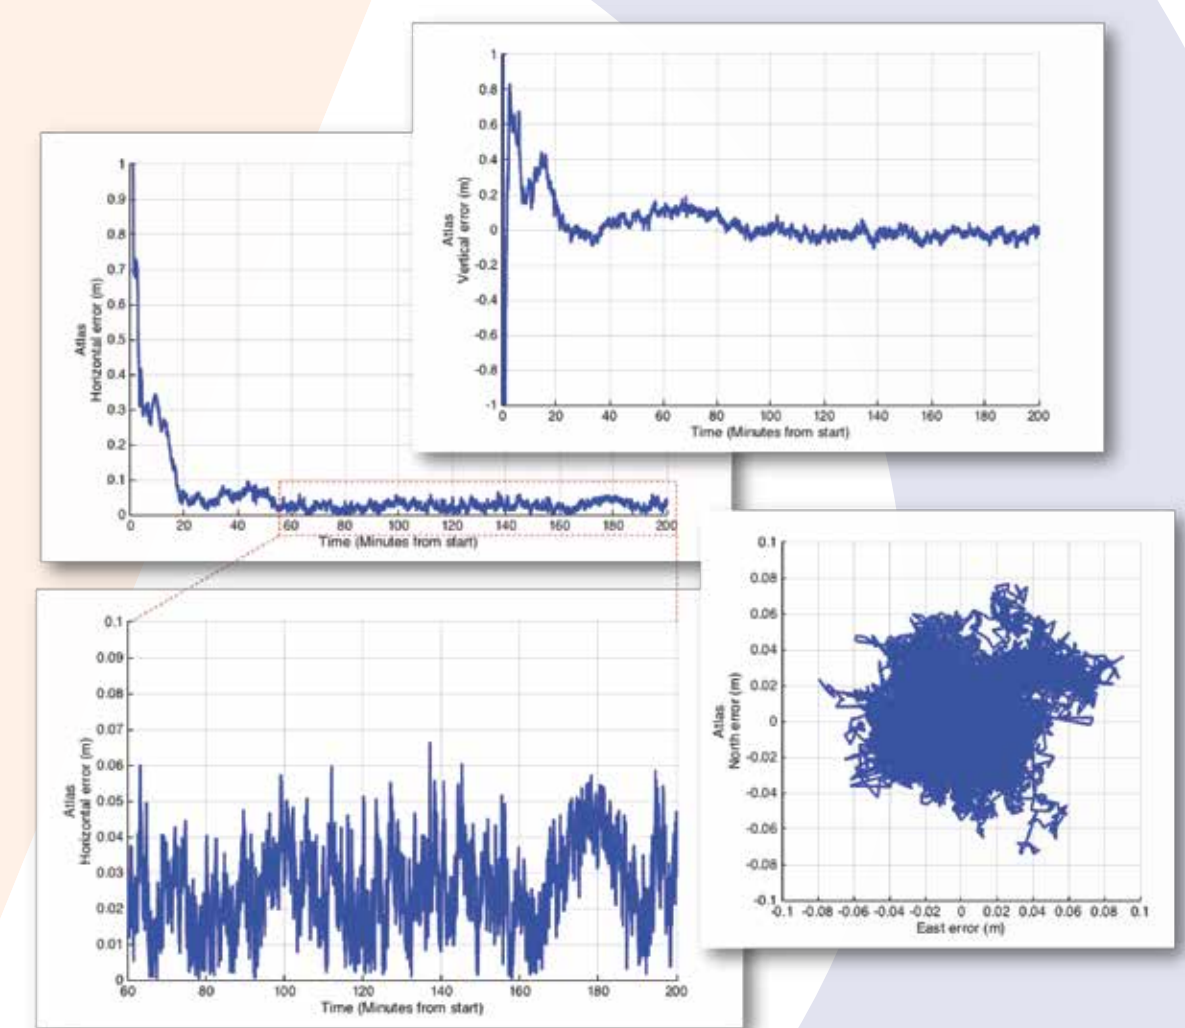 1
0.8
0.6
0.4
0.2
0
-0.2
-0.4
-0.6
-0.8
-1
Atlas
Vertical error (m)
0 20 40 60 80 100 120 140 160 180 200
Time (Minutes from start)
1
0.9
0.8
0.7
0.6
0.5
0.4
0.3
0.2
0.1
0
Atlas
Horizontal error (m)
0 20 40 60 80 100 120 140 160 180 200
Time (Minutes from start)
0.1
0.09
0.08
0.07
0.06
0.05
0.04
0.03
0.02
0.01
0
Atlas
Horizontal error (m)
60 80 100 120 140 160 180 200
Time (Minutes from start)
0.1
0.08
0.06
0.04
0.02
0
-0.02
-0.04
-0.06
-0.08
-0.1
Atlas
North error (m)
-0.1 -0.08 -0.06 -0.04 -0.02 0 0.02 0.04 0.06 0.08 0.1
East error (m)